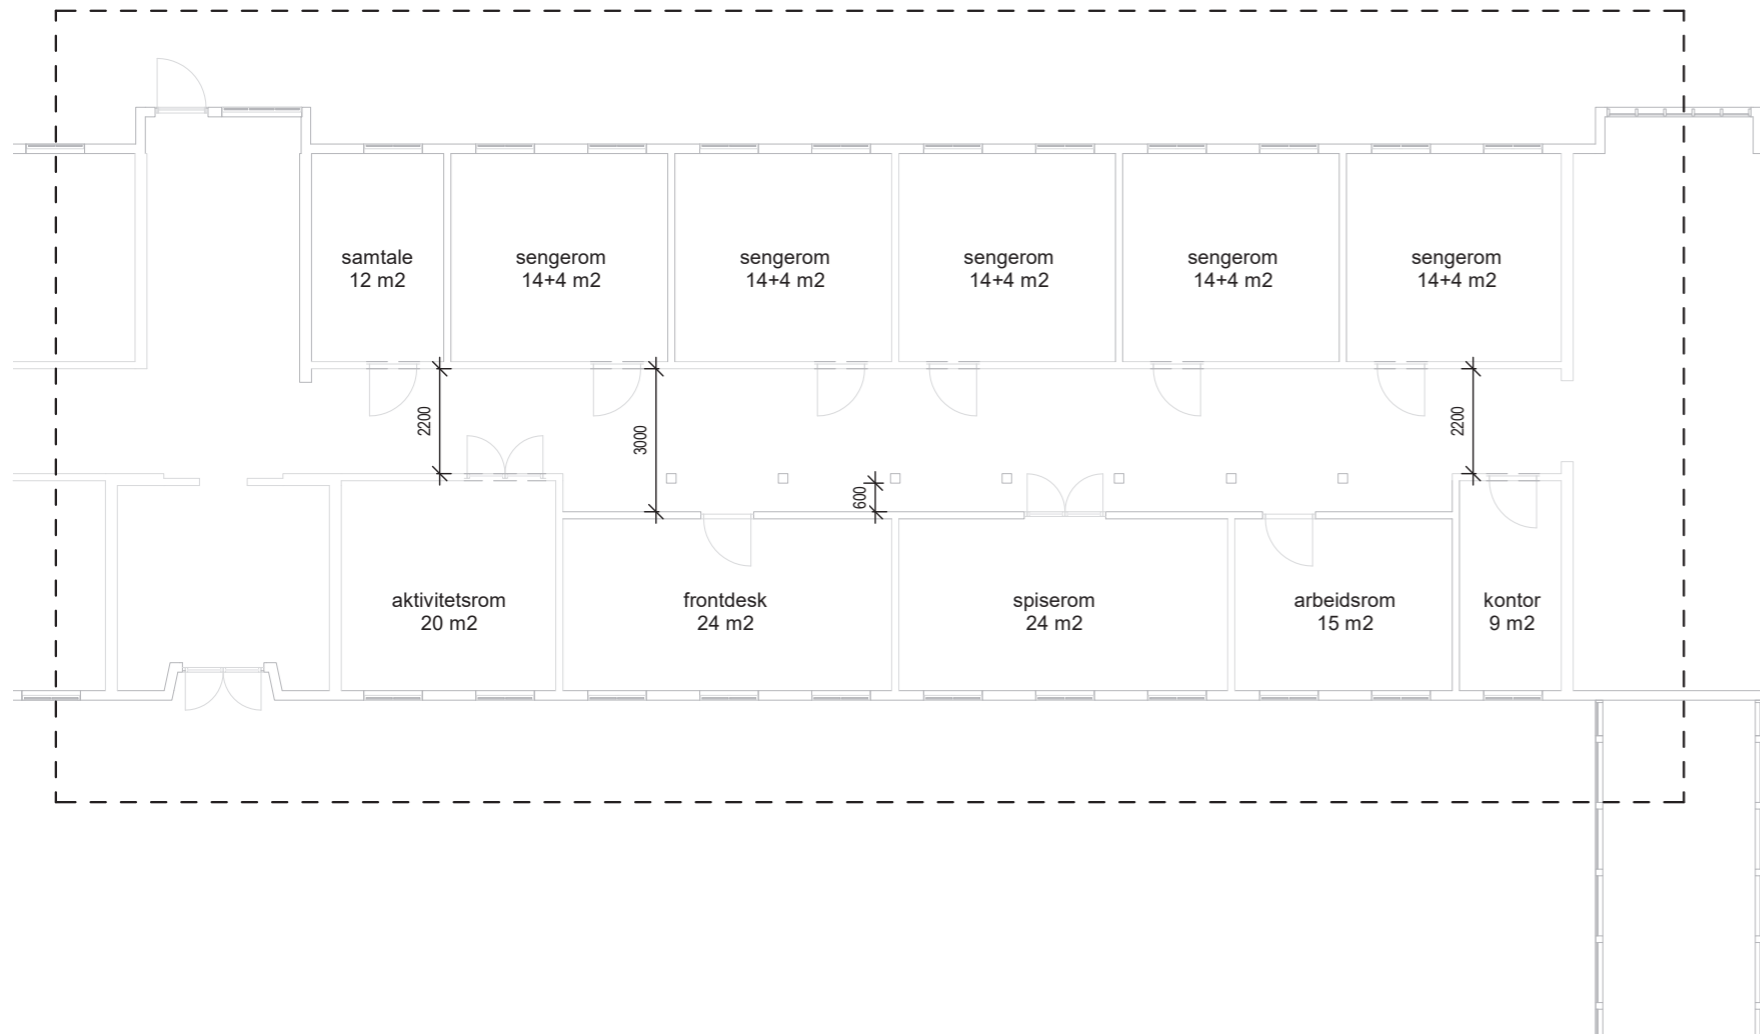 samtale
12 m2
sengerom
14+4 m2
sengerom
14+4 m2
sengerom
14+4 m2
sengerom
14+4 m2
sengerom
14+4 m2
2200
3000
2200
600
aktivitetsrom
20 m2
frontdesk
24 m2
spiserom
24 m2
arbeidsrom
15 m2
kontor
9 m2